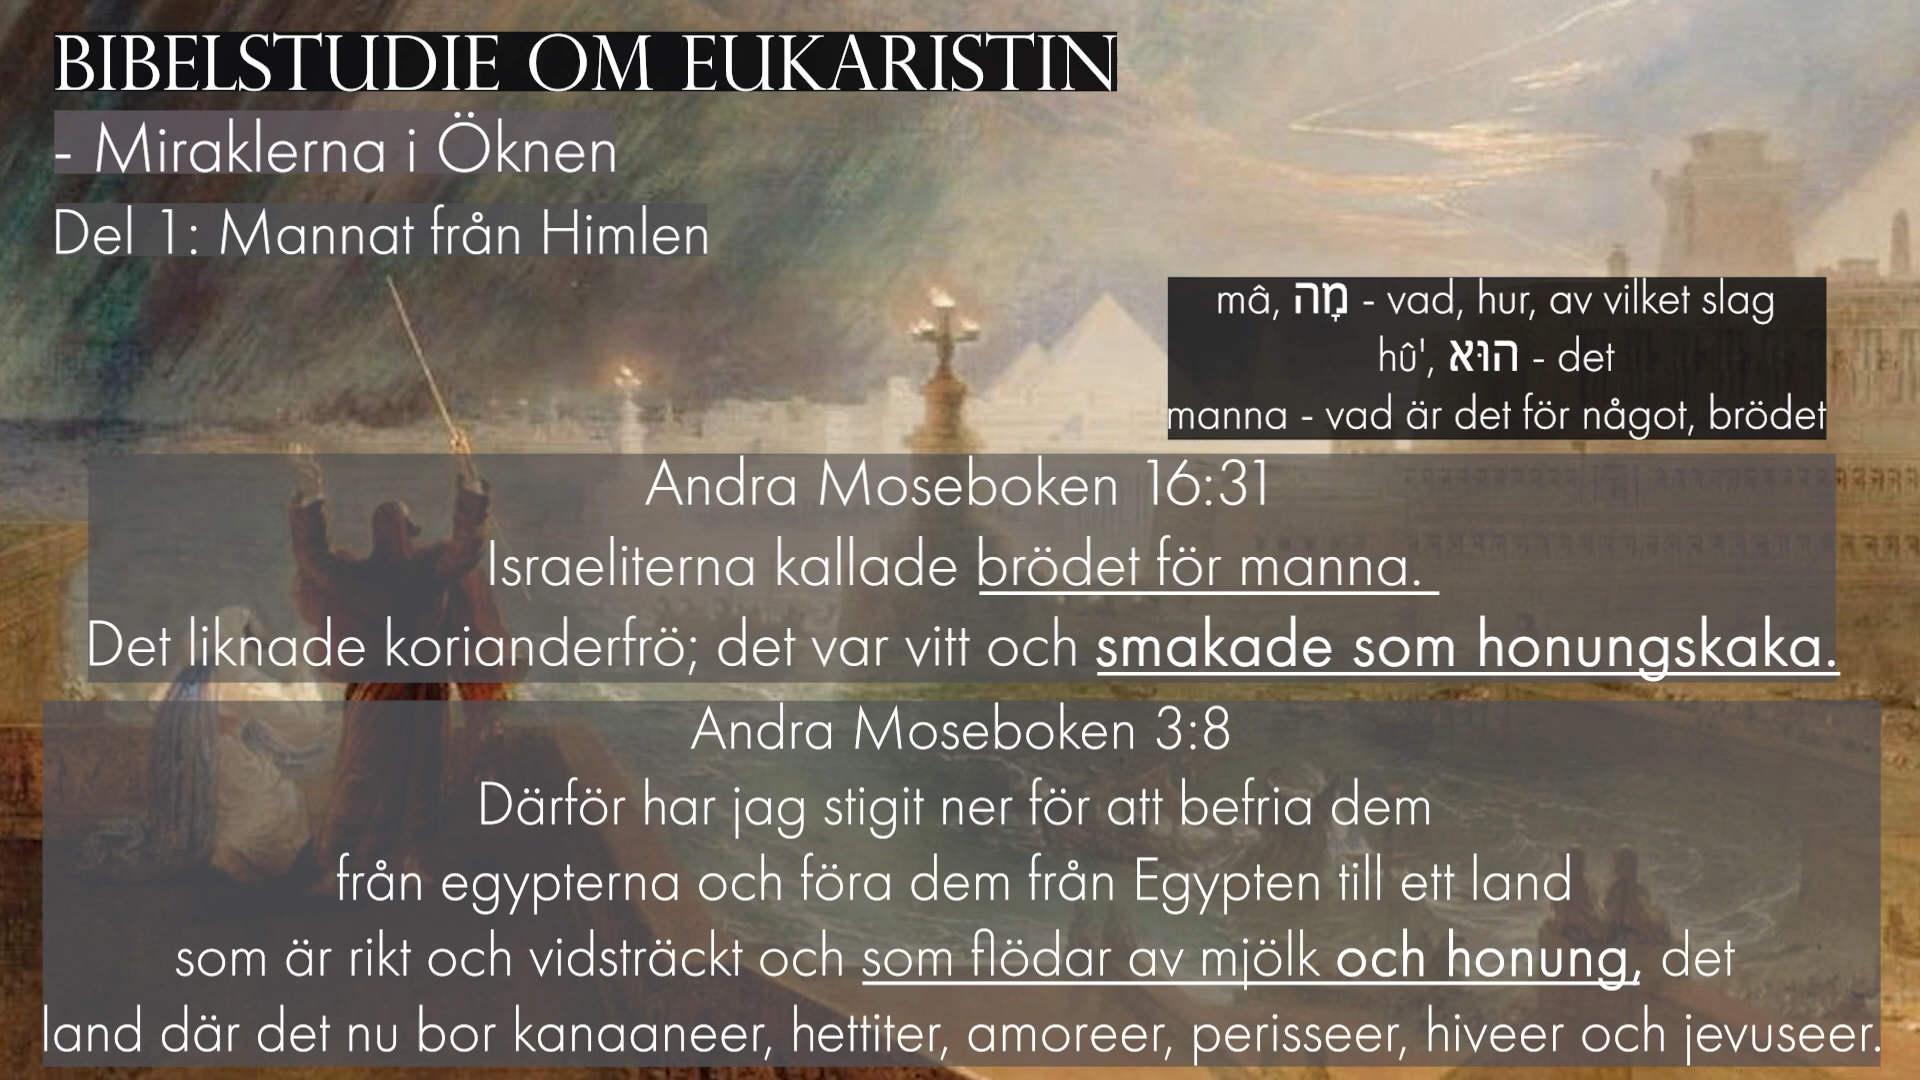 BIBELSTUDIE OM EUKARISTIN
- Miraklerna i Öknen
Del 1: Mannat från Himlen
mâ, מָה - vad, hur, av vilket slag
hû', הוּא - det
manna - vad är det för något, brödet
Andra Moseboken 16:31
Israeliterna kallade brödet för manna.
Det liknade korianderfrö; det var vitt och smakade som honungskaka.
Andra Moseboken 3:8
Därför har jag stigit ner för att befria dem
från egypterna och föra dem från Egypten till ett land
som är rikt och vidsträckt och som flödar av mjölk och honung, det
land där det nu bor kanaaneer, hettiter, amoreer, perisseer, hiveer och jevuseer.